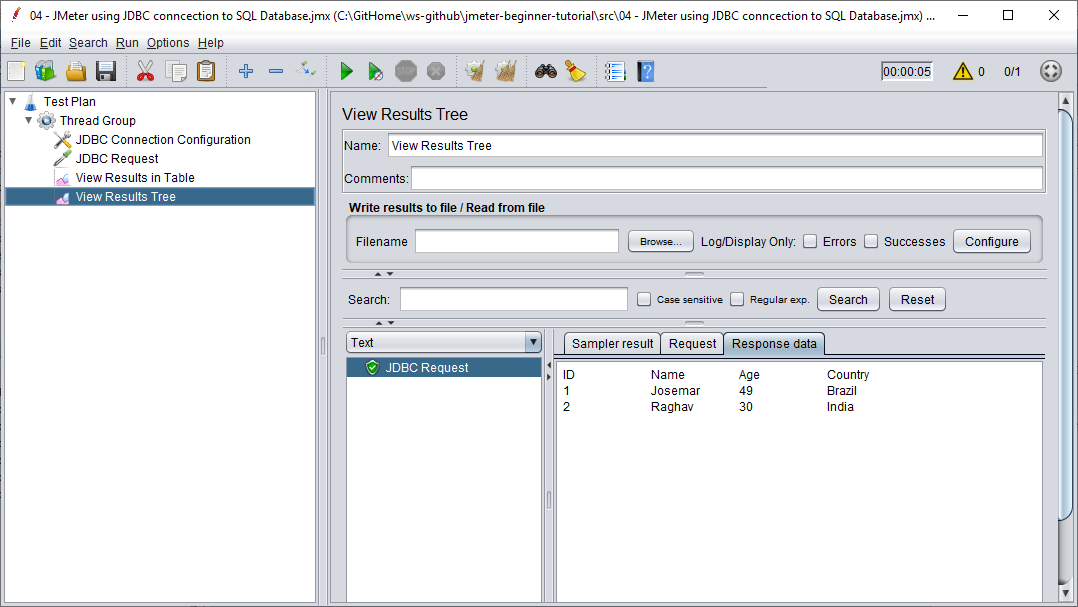 04 - JMeter using JDBC conncection to SQL Database.jmx (C:\GitHome\ws-github\jmeter-beginner-tutorial\src\04 - JMeter using JDBC conncection to SQL Database.jmx) ...
File Edit Search Run Options Help
STOP 00:00:05 0 0/1
Test Plan
Thread Group
JDBC Connection Configuration
JDBC Request
View Results in Table
View Results Tree
View Results Tree
Name: View Results Tree
Comments:
Write results to file / Read from file
Filename Browse... Log/Display Only: Errors Successes Configure
Search: Case sensitive Regular exp. Search Reset
Text
JDBC Request
Sampler result Request Response data
ID Name Age Country
1 Josemar 49 Brazil
2 Raghav 30 India